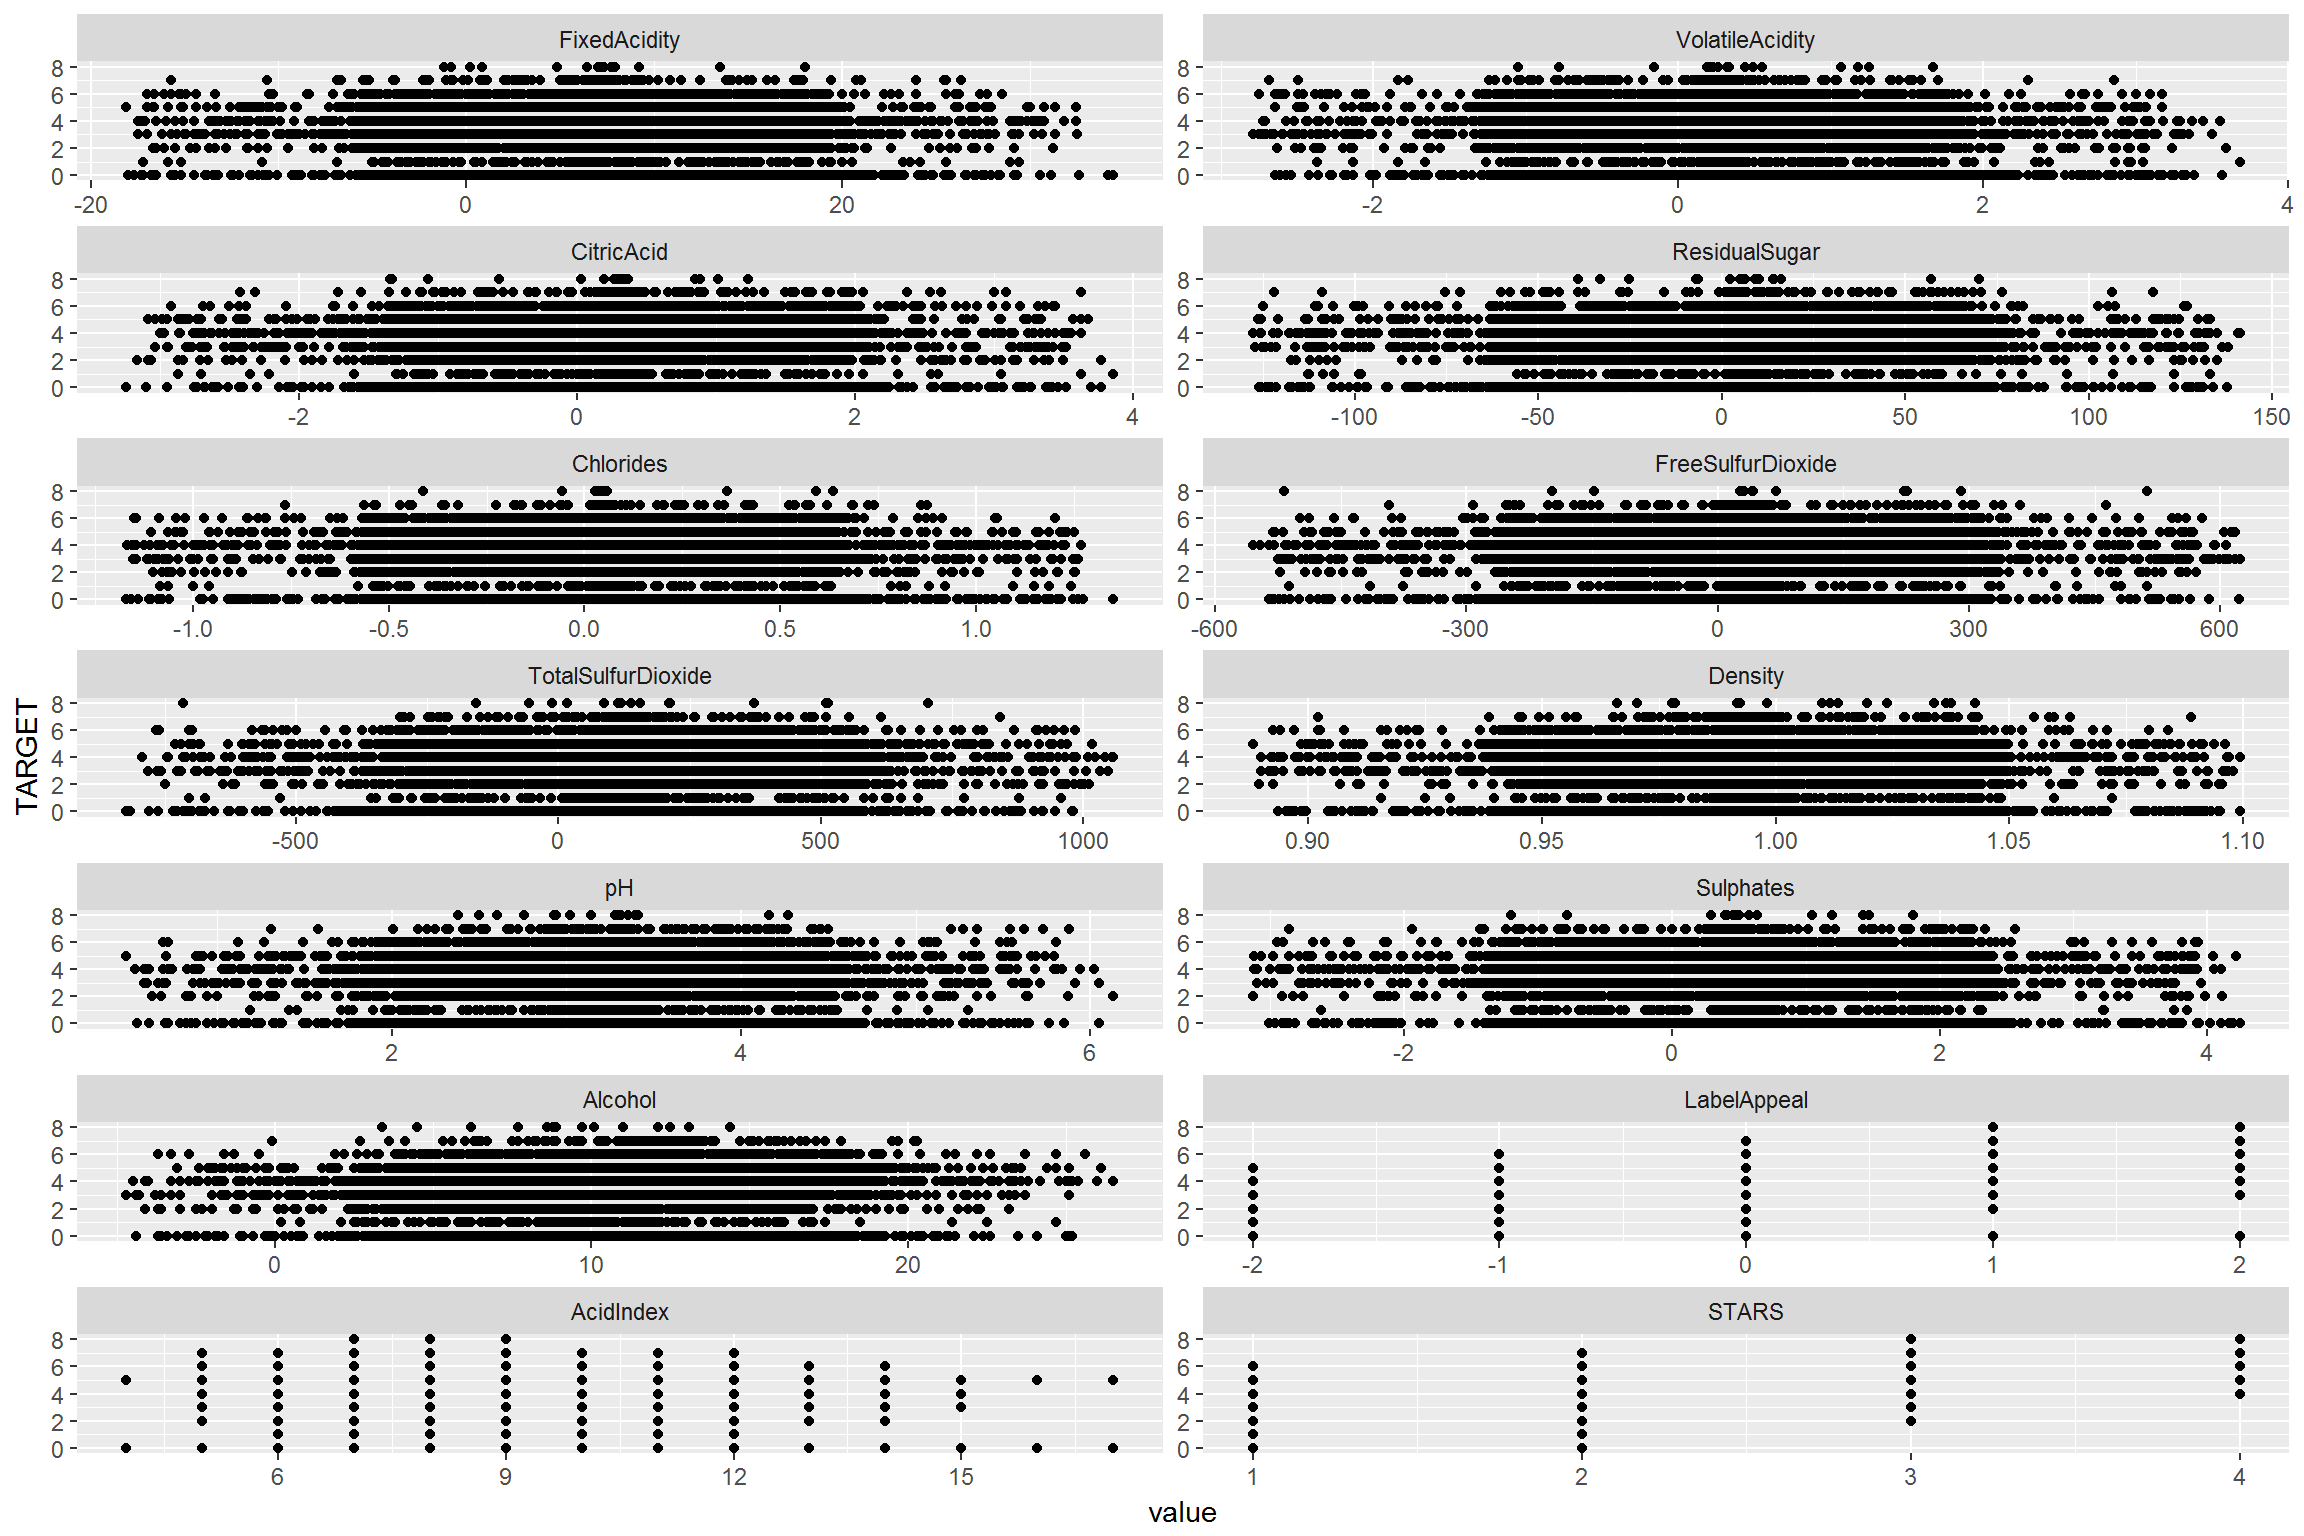 FixedAcidity
8
6
4
2
0
-20 0 20
VolatileAcidity
8
6
4
2
0
-2 0 2 4
CitricAcid
8
6
4
2
0
-2 0 2 4
ResidualSugar
8
6
4
2
0
-100 -50 0 50 100 150
Chlorides
8
6
4
2
0
-1.0 -0.5 0.0 0.5 1.0
FreeSulfurDioxide
8
6
4
2
0
-600 -300 0 300 600
TARGET
TotalSulfurDioxide
8
6
4
2
0
-500 0 500 1000
Density
8
6
4
2
0
0.90 0.95 1.00 1.05 1.10
pH
8
6
4
2
0
2 4 6
Sulphates
8
6
4
2
0
-2 0 2 4
Alcohol
8
6
4
2
0
0 10 20
LabelAppeal
8
6
4
2
0
-2 -1 0 1 2
AcidIndex
8
6
4
2
0
6 9 12 15
STARS
8
6
4
2
0
1 2 3 4
value